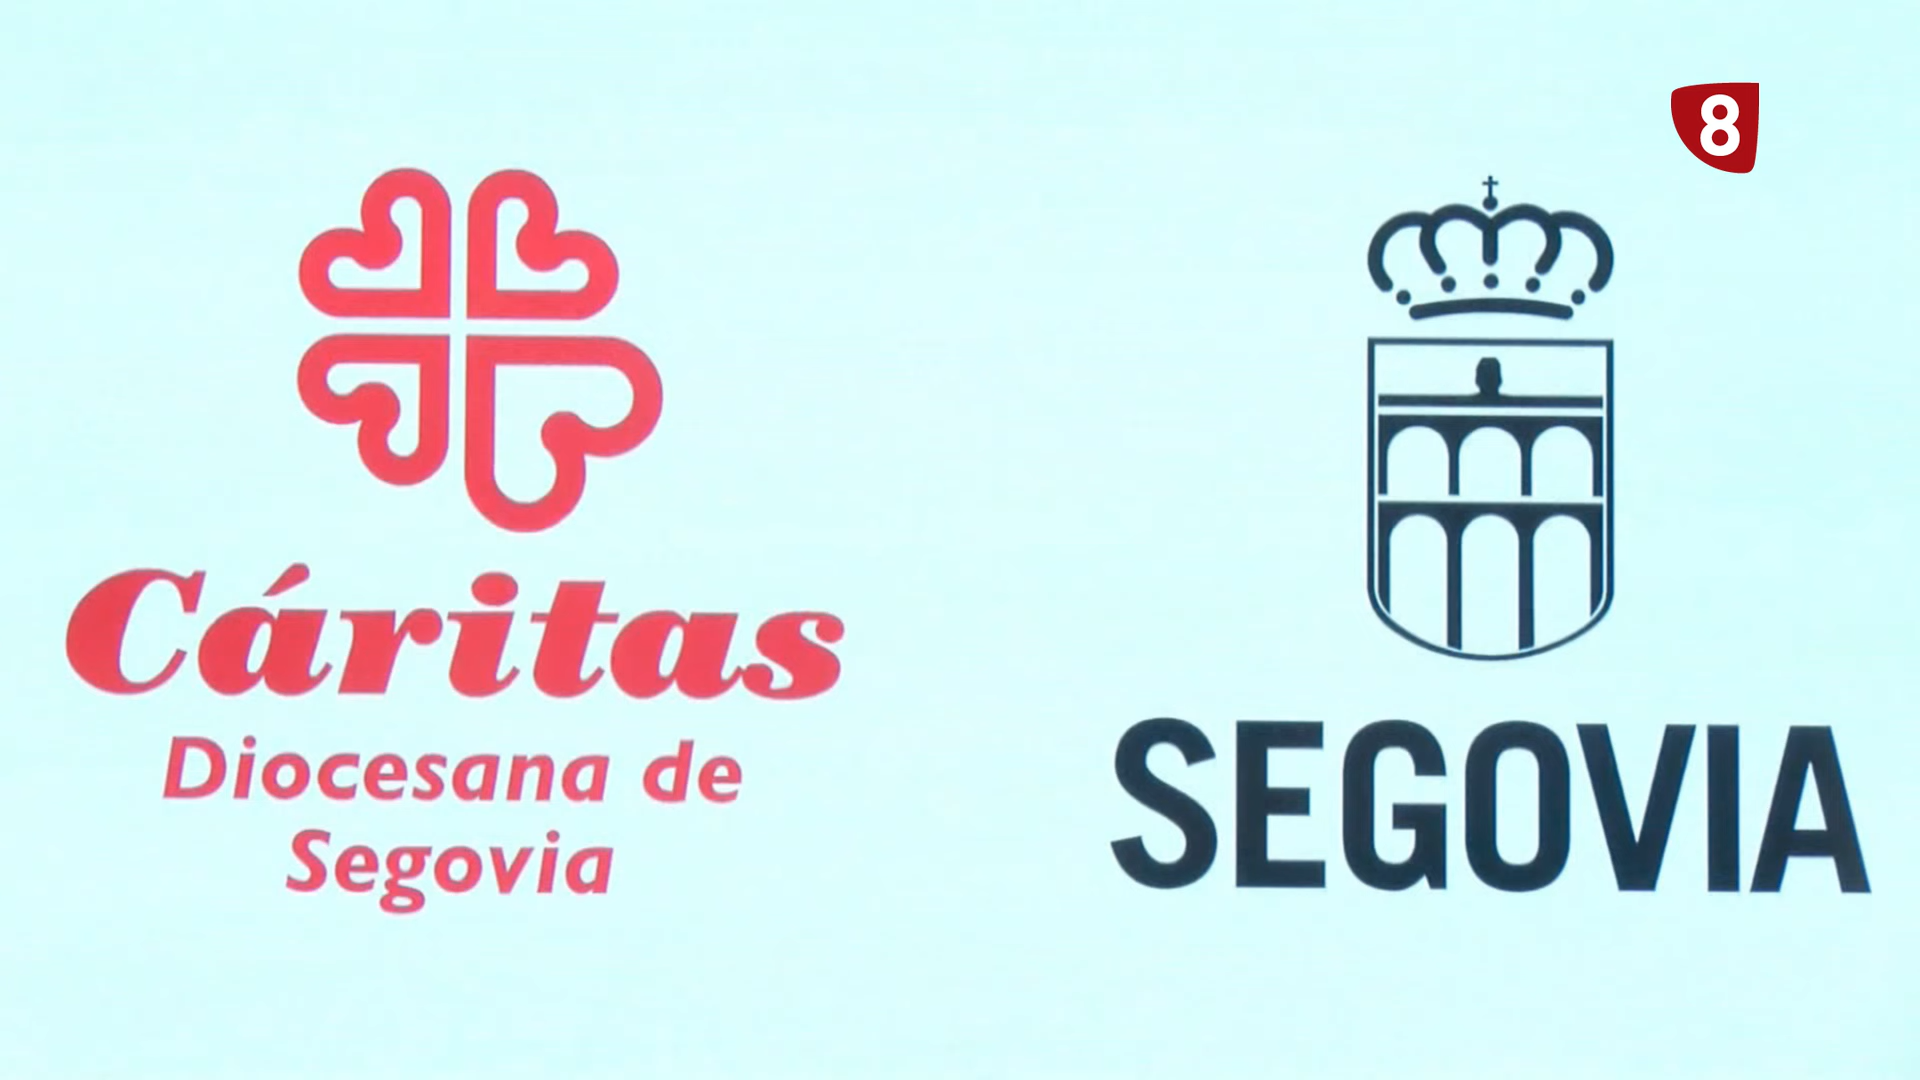 8
Cáritas
Diocesana de
Segovia
SEGOVIA